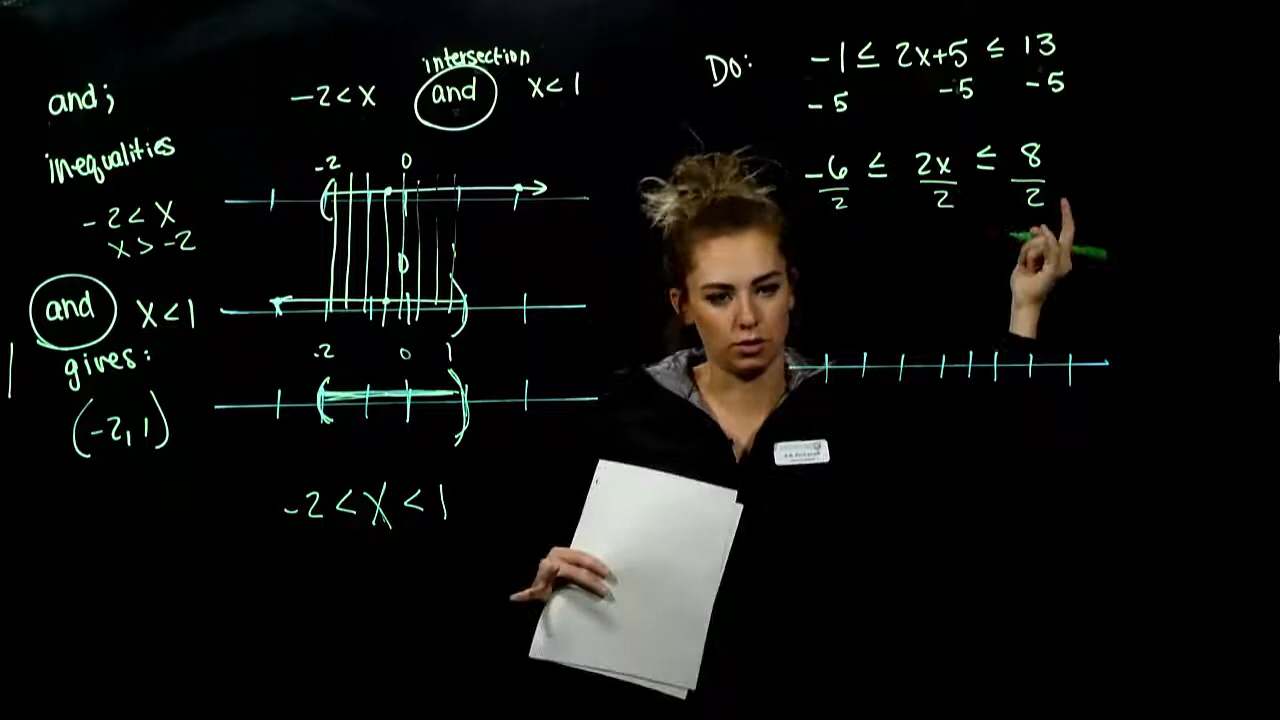 and;
inequalities
-2 < x
x > -2
and x < 1
gives:
(-2, 1)
intersection
-2 < x and x < 1
-2 0
0
-2 0 1
-2 < x < 1
Do: -1 ≤ 2x+5 ≤ 13
-5 -5 -5
-6 ≤ 2x ≤ 8
2 2 2